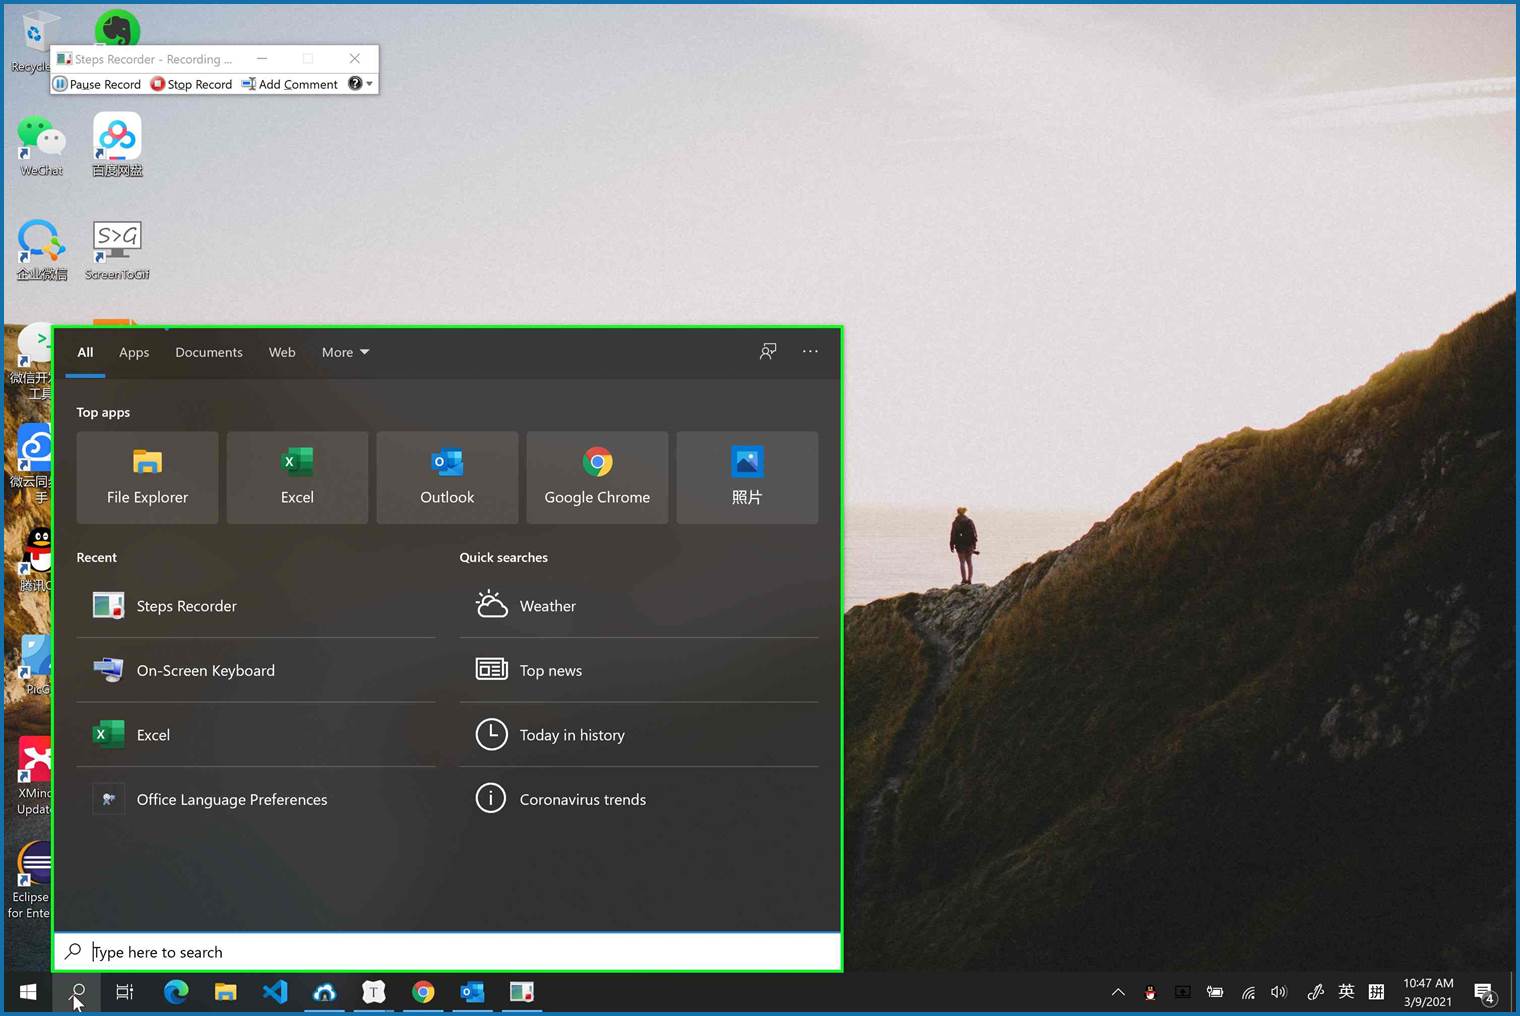 Recycle
Steps Recorder - Recording ...
Pause Record Stop Record Add Comment
WeChat
百度网盘
企业微信
S>G
ScreenToGif
微信开
工具
微云同
手
腾讯
PicG
XMind
Update
Eclipse
for Ente
All Apps Documents Web More
Top apps
File Explorer
Excel
Outlook
Google Chrome
照片
Recent
Steps Recorder
On-Screen Keyboard
Excel
Office Language Preferences
Quick searches
Weather
Top news
Today in history
Coronavirus trends
Type here to search
英 拼
10:47 AM
3/9/2021
4